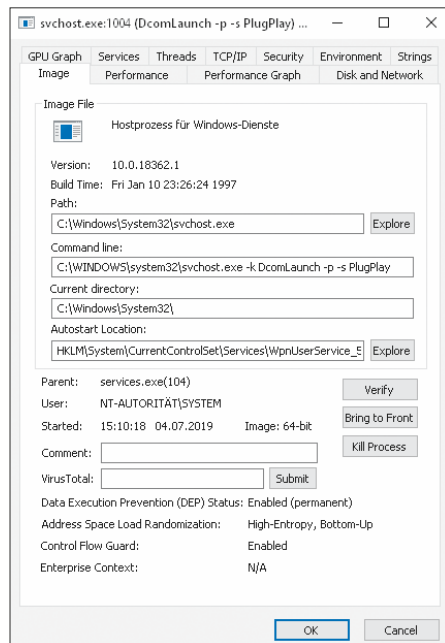 svchost.exe:1004 (DcomLaunch -p -s PlugPlay) ...
GPU Graph Services Threads TCP/IP Security Environment Strings
Image Performance Performance Graph Disk and Network
Image File
Hostprozess für Windows-Dienste
Version: 10.0.18362.1
Build Time: Fri Jan 10 23:26:24 1997
Path:
C:\Windows\System32\svchost.exe Explore
Command line:
C:\WINDOWS\system32\svchost.exe -k DcomLaunch -p -s PlugPlay
Current directory:
C:\Windows\System32\
Autostart Location:
HKLM\System\CurrentControlSet\Services\WpnUserService_5 Explore
Parent: services.exe(104) Verify
User: NT-AUTORITÄT\SYSTEM
Bring to Front
Started: 15:10:18 04.07.2019 Image: 64-bit
Kill Process
Comment:
VirusTotal: Submit
Data Execution Prevention (DEP) Status: Enabled (permanent)
Address Space Load Randomization: High-Entropy, Bottom-Up
Control Flow Guard: Enabled
Enterprise Context: N/A
OK Cancel